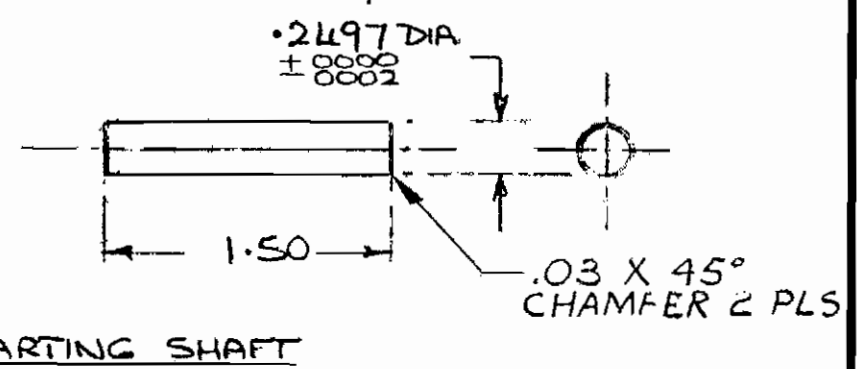 .2497 DIA
± 0000
0002
1.50
.03 X 45°
CHAMFER 2 PLS
ARTING SHAFT